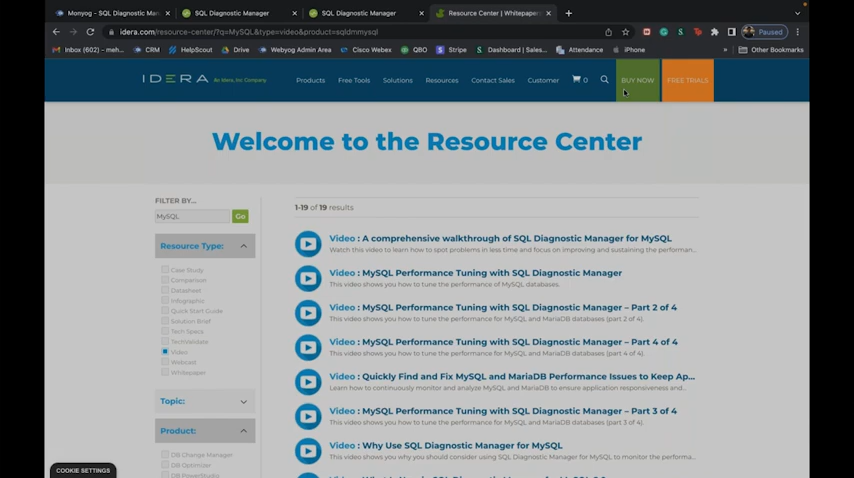 Monyog - SQL Diagnostic Man
SQL Diagnostic Manager
SQL Diagnostic Manager
Resource Center | Whitepaper
idera.com/resource-center/?q=MySQL&type=video&product=sqldmmysql
Paused
Inbox (602) - meh...
CRM
HelpScout
Drive
Webyog Admin Area
Cisco Webex
QBO
Stripe
Dashboard | Sales...
Attendance
iPhone
»
Other Bookmarks
IDERA An Idera, Inc. Company
Products
Free Tools
Solutions
Resources
Contact Sales
Customer
0
BUY NOW
FREE TRIALS
Welcome to the Resource Center
FILTER BY...
MySQL
Go
Resource Type:
Case Study
Comparison
Datasheet
Infographic
Quick Start Guide
Solution Brief
Tech Specs
TechValidate
Video
Webcast
Whitepaper
Topic:
Product:
DB Change Manager
DB Optimizer
DB PowerStudio
COOKIE SETTINGS
1-19 of 19 results
Video : A comprehensive walkthrough of SQL Diagnostic Manager for MySQL
Watch this video to learn how to spot problems in less time and focus on improving and sustaining the performan...
Video : MySQL Performance Tuning with SQL Diagnostic Manager
This video shows you how to tune the performance of MySQL databases.
Video : MySQL Performance Tuning with SQL Diagnostic Manager – Part 2 of 4
This video shows you how to tune the performance for MySQL and MariaDB databases (part 2 of 4).
Video : MySQL Performance Tuning with SQL Diagnostic Manager – Part 4 of 4
This video shows you how to tune the performance for MySQL and MariaDB databases (part 4 of 4).
Video : Quickly Find and Fix MySQL and MariaDB Performance Issues to Keep Ap...
Learn how to continuously monitor and analyze MySQL and MariaDB to ensure application responsiveness and...
Video : MySQL Performance Tuning with SQL Diagnostic Manager – Part 3 of 4
This video shows you how to tune the performance for MySQL and MariaDB databases (part 3 of 4).
Video : Why Use SQL Diagnostic Manager for MySQL
This video shows you why you should consider using SQL Diagnostic Manager for MySQL to monitor the performa...